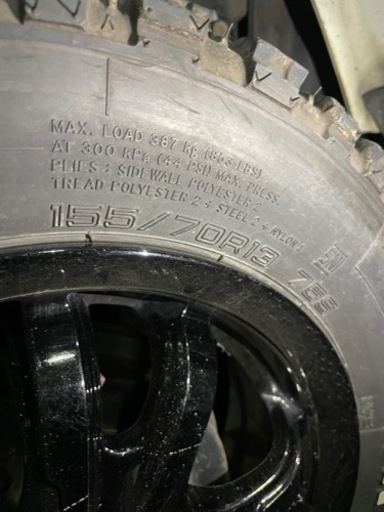 MAX. LOAD 387 kg (853 LBS)
AT 300 KPa (44 PSI) MAX. PRESS.
PLIES : SIDEWALL POLYESTER 2
TREAD POLYESTER 2 + STEEL 2 + NYLON 1
155/70R13 75